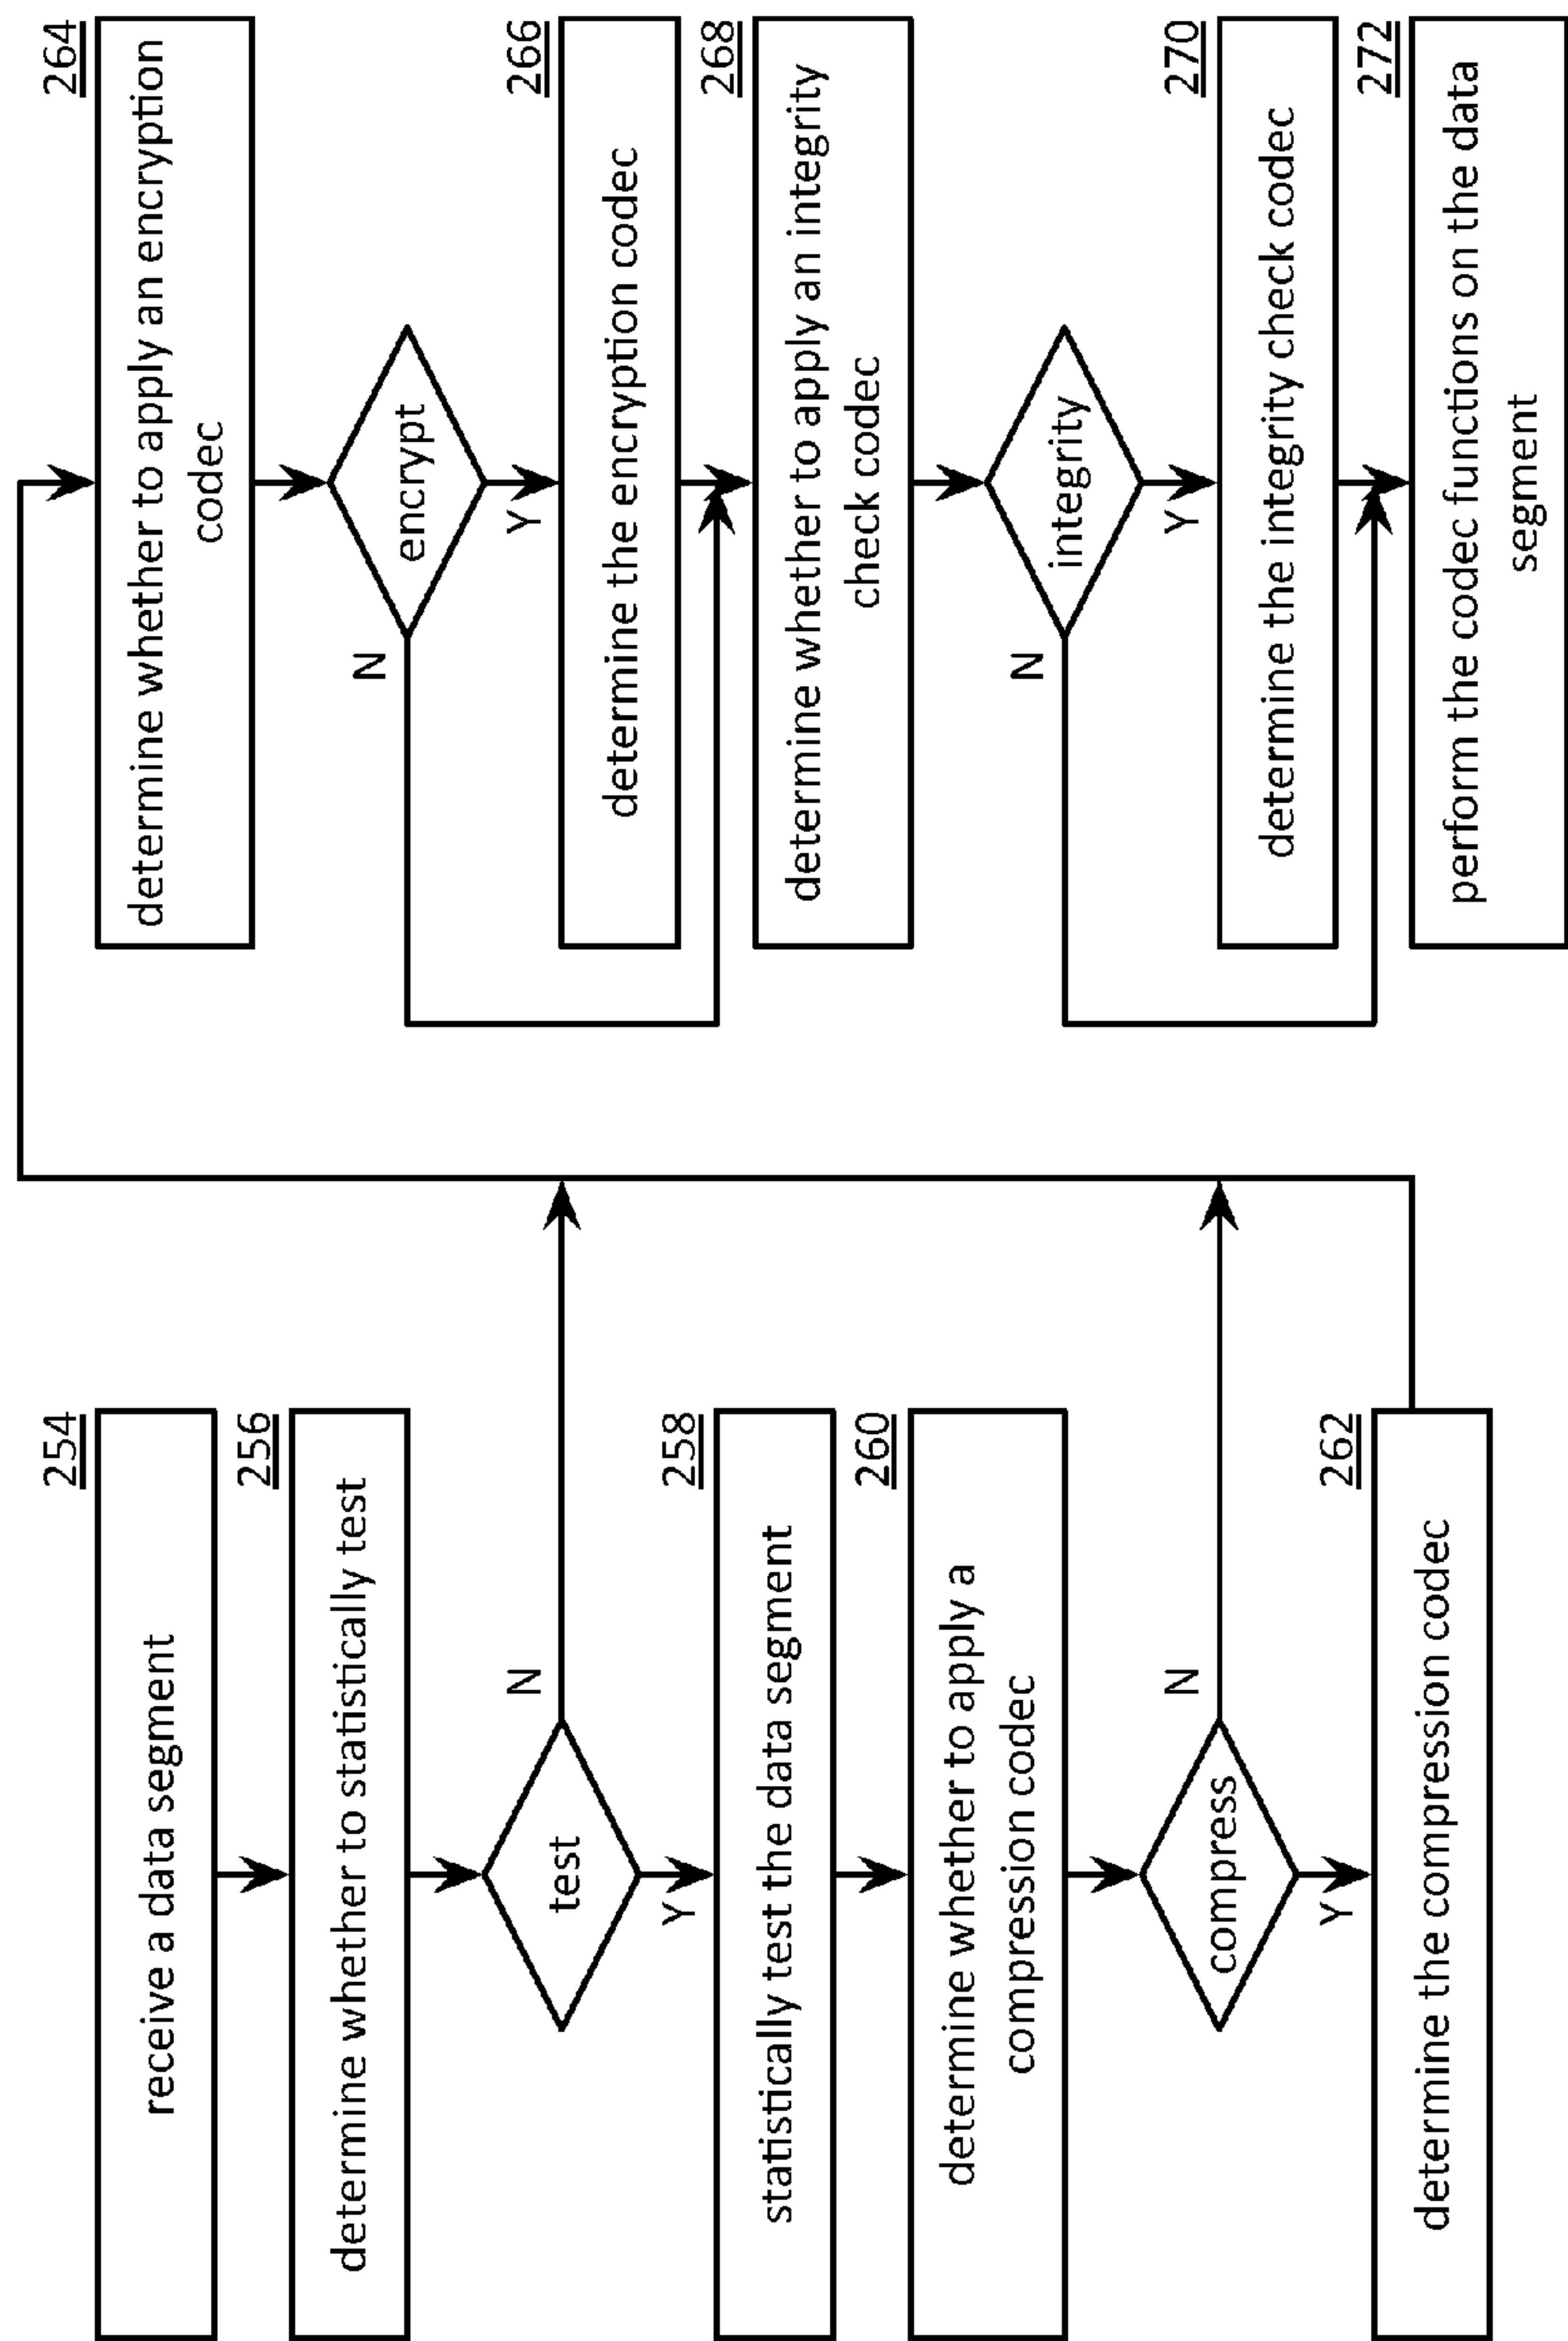 254
receive a data segment
256
determine whether to statistically test
test
N
Y
258
statistically test the data segment
260
determine whether to apply a
compression codec
compress
N
Y
262
determine the compression codec
264
determine whether to apply an encryption
codec
encrypt
N
Y
266
determine the encryption codec
268
determine whether to apply an integrity
check codec
integrity
N
Y
270
determine the integrity check codec
272
perform the codec functions on the data
segment